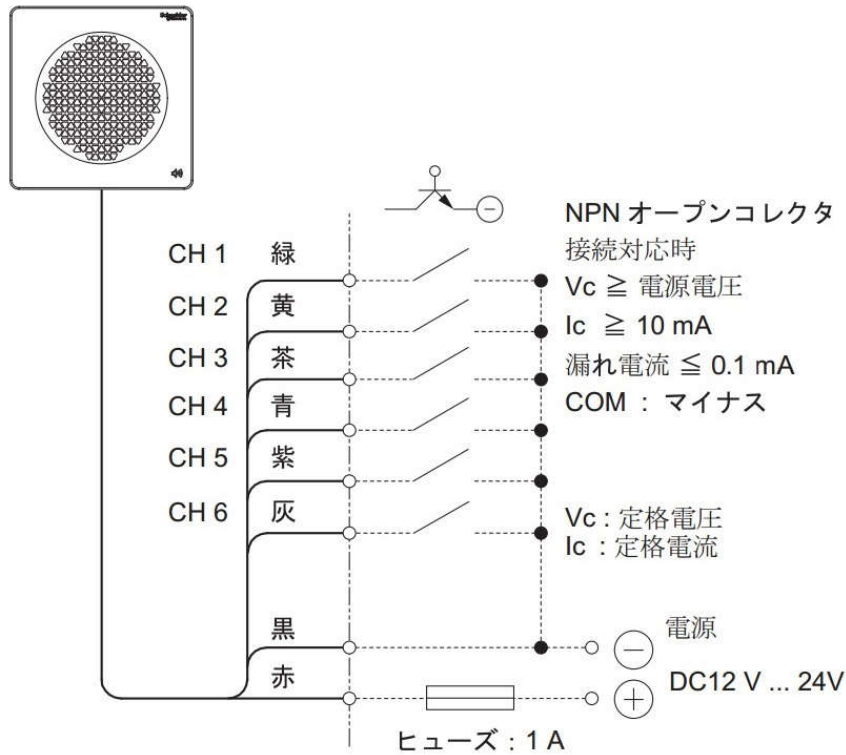 Schneider
NPN オープンコレクタ
接続対応時
Vc ≧ 電源電圧
Ic ≧ 10 mA
漏れ電流 ≦ 0.1 mA
COM : マイナス
CH 1 緑
CH 2 黄
CH 3 茶
CH 4 青
CH 5 紫
CH 6 灰
Vc : 定格電圧
Ic : 定格電流
黒
赤
電源
DC12 V ... 24V
ヒューズ : 1 A